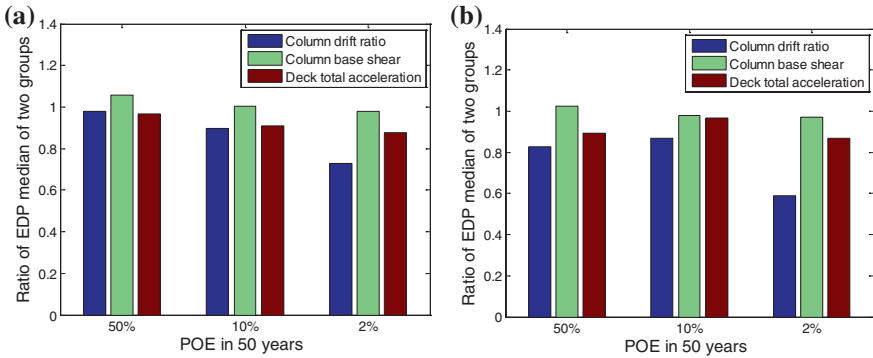 (a)
Ratio of EDP median of two groups
1.4
1.2
1
0.8
0.6
0.4
0.2
0
Column drift ratio
Column base shear
Deck total acceleration
50% 10% 2%
POE in 50 years
(b)
Ratio of EDP median of two groups
1.4
1.2
1
0.8
0.6
0.4
0.2
0
Column drift ratio
Column base shear
Deck total acceleration
50% 10% 2%
POE in 50 years